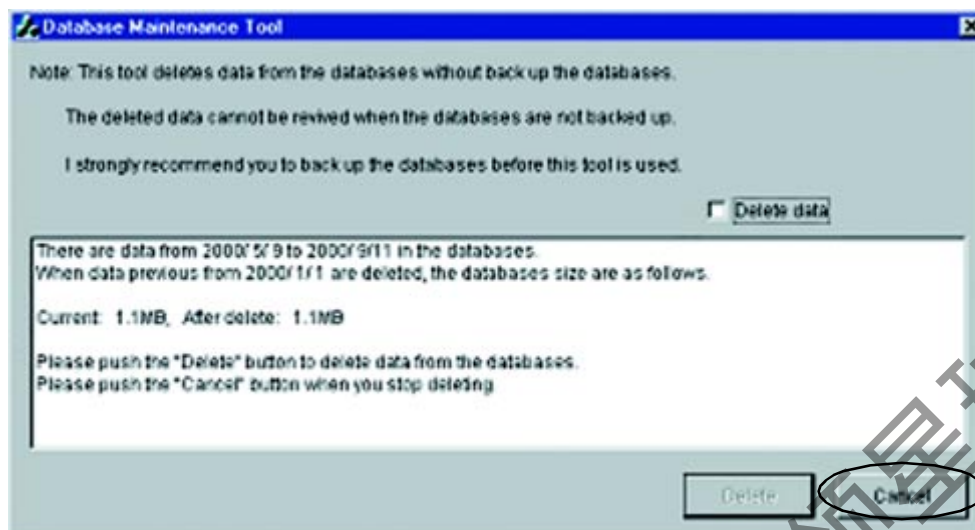 Database Maintenance Tool
Note: This tool deletes data from the databases without back up the databases.
The deleted data cannot be revived when the databases are not backed up.
I strongly recommend you to back up the databases before this tool is used.
Delete data
There are data from 2000/ 5/ 9 to 2000/ 9/11 in the databases.
When data previous from 2000/1/1 are deleted, the databases size are as follows.
Current: 1.1MB, After delete: 1.1MB
Please push the "Delete" button to delete data from the databases.
Please push the "Cancel" button when you stop deleting
Delete
Cancel